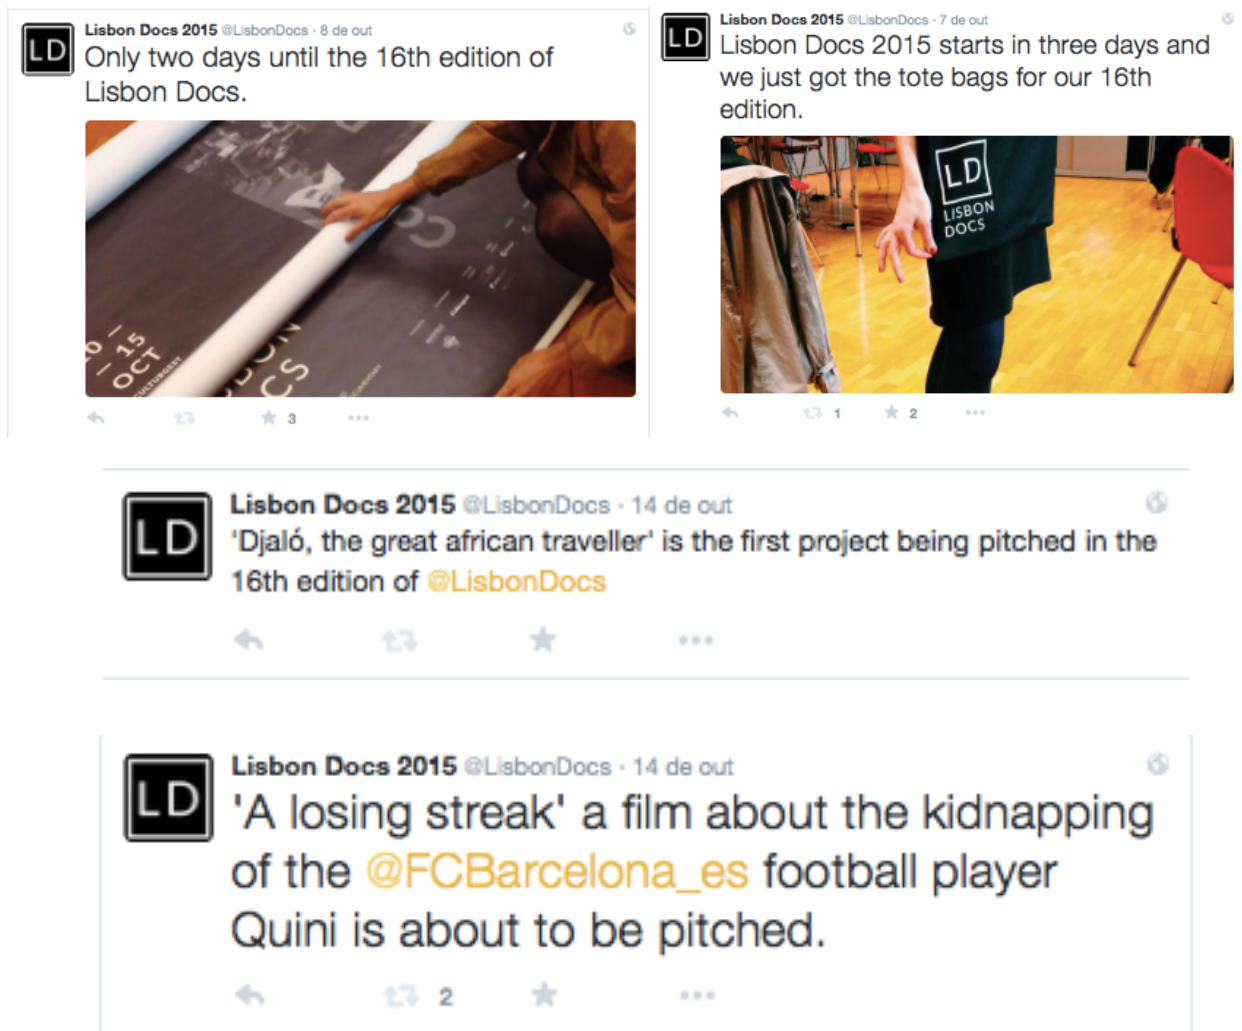 LD
Lisbon Docs 2015 @LisbonDocs · 8 de out
Only two days until the 16th edition of
Lisbon Docs.
15
OCT
CULTURGEST
CS
3
LD
Lisbon Docs 2015 @LisbonDocs · 7 de out
Lisbon Docs 2015 starts in three days and
we just got the tote bags for our 16th
edition.
LD
LISBON
DOCS
1
2
LD
Lisbon Docs 2015 @LisbonDocs · 14 de out
'Djaló, the great african traveller' is the first project being pitched in the
16th edition of @LisbonDocs
LD
Lisbon Docs 2015 @LisbonDocs · 14 de out
'A losing streak' a film about the kidnapping
of the @FCBarcelona_es football player
Quini is about to be pitched.
2